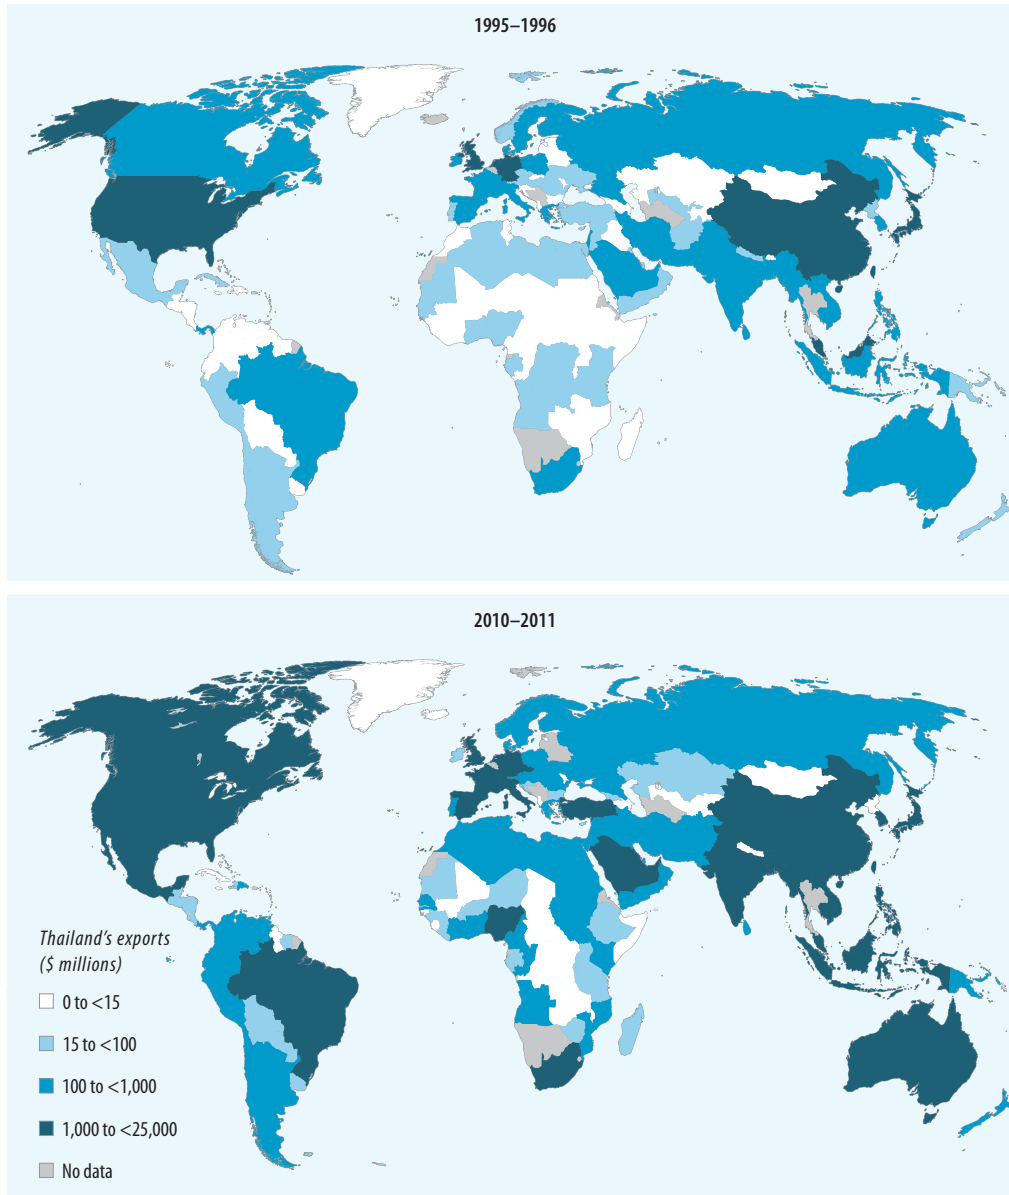 1995–1996
2010–2011
Thailand’s exports
($ millions)
0 to <15
15 to <100
100 to <1,000
1,000 to <25,000
No data